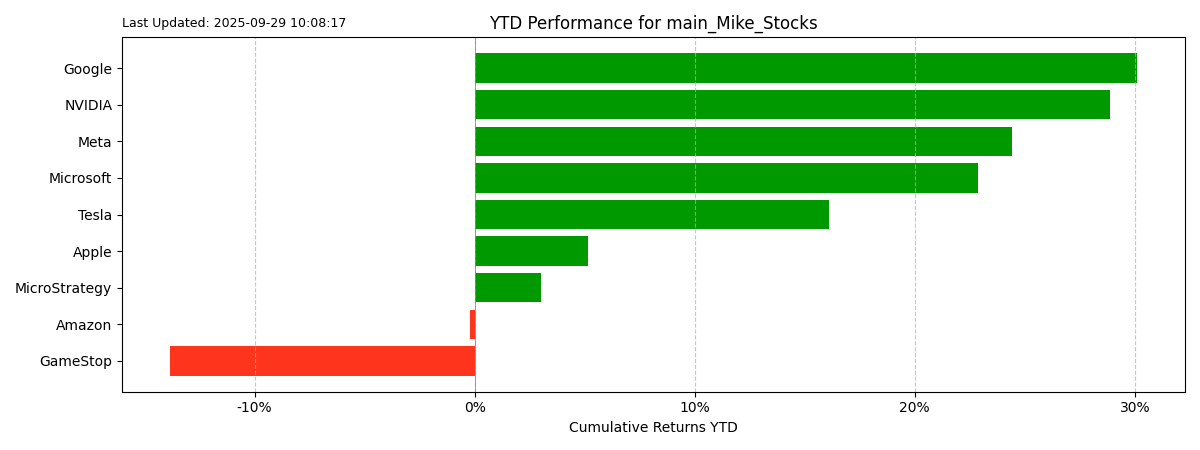 Last Updated: 2025-09-29 10:08:17
YTD Performance for main_Mike_Stocks
Google
NVIDIA
Meta
Microsoft
Tesla
Apple
MicroStrategy
Amazon
GameStop
-10%
0%
10%
20%
30%
Cumulative Returns YTD